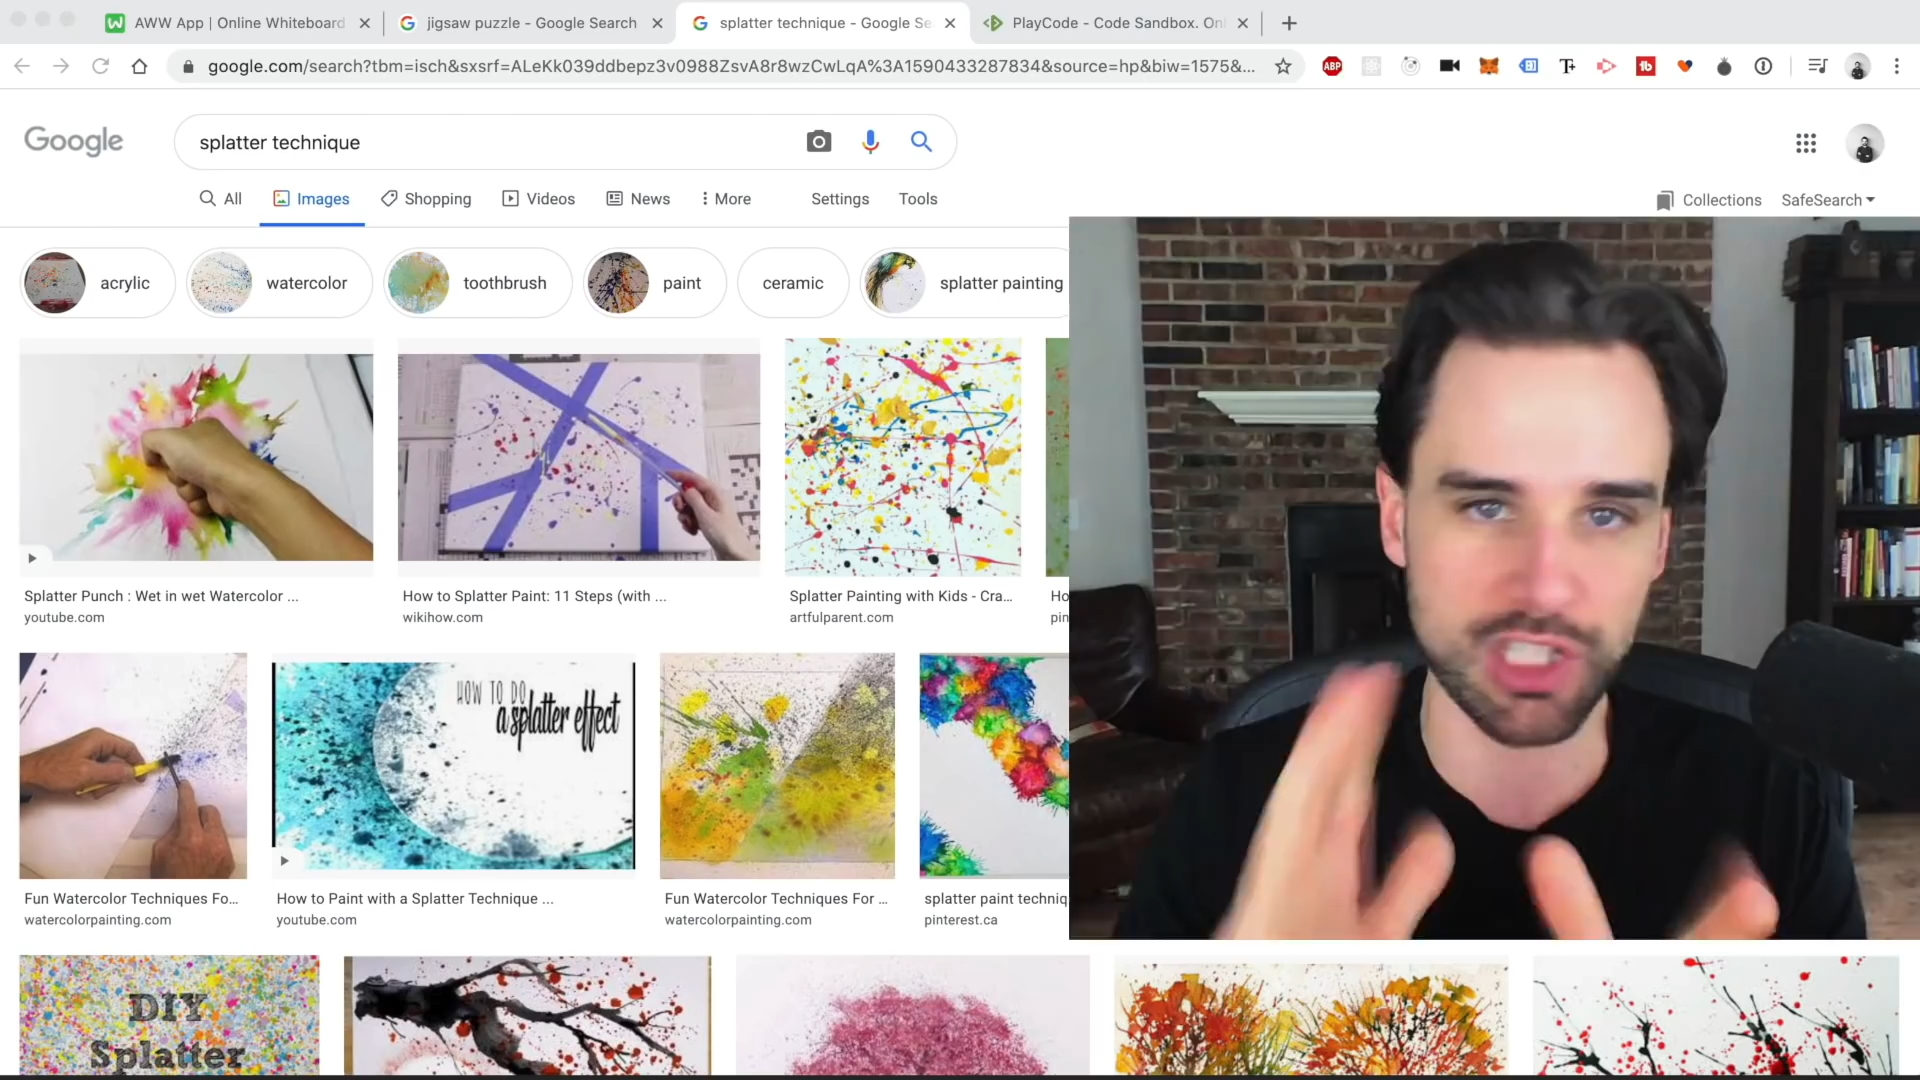 AWW App | Online Whiteboard
jigsaw puzzle - Google Search
splatter technique - Google Se
PlayCode - Code Sandbox. Onl
google.com/search?tbm=isch&sxsrf=ALeKk039ddbepz3v0988ZsvA8r8wzCwLqA%3A1590433287834&source=hp&biw=1575&...
ABP
T+
tb
Google
splatter technique
All
Images
Shopping
Videos
News
More
Settings
Tools
Collections
SafeSearch
acrylic
watercolor
toothbrush
paint
ceramic
splatter painting
Splatter Punch : Wet in wet Watercolor ...
youtube.com
How to Splatter Paint: 11 Steps (with ...
wikihow.com
Splatter Painting with Kids - Cra...
artfulparent.com
Ho
pin
HOW TO DO
a splatter effect
Fun Watercolor Techniques Fo...
watercolorpainting.com
How to Paint with a Splatter Technique ...
youtube.com
Fun Watercolor Techniques For ...
watercolorpainting.com
splatter paint techniq
pinterest.ca
DIY
Splatter